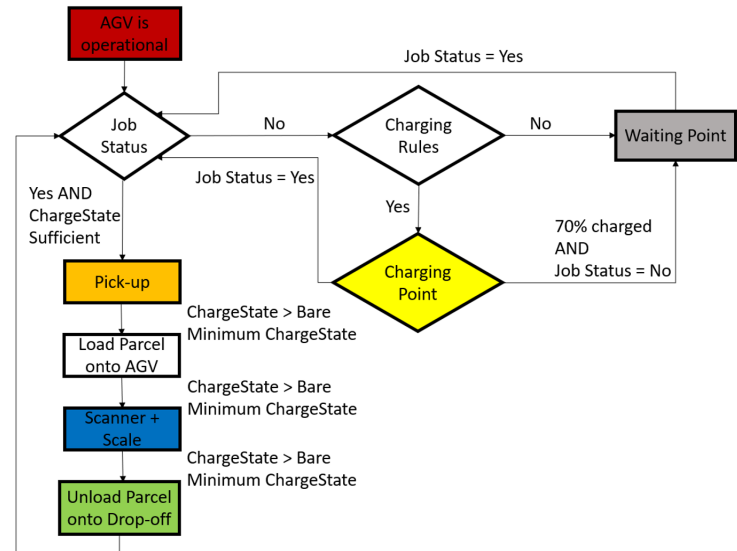 AGV is
operational
Job Status = Yes
Job
Status
No
Charging
Rules
No
Waiting Point
Job Status = Yes
Yes AND
ChargeState
Sufficient
Yes
70% charged
AND
Job Status = No
Charging
Point
Pick-up
ChargeState > Bare
Minimum ChargeState
Load Parcel
onto AGV
ChargeState > Bare
Minimum ChargeState
Scanner +
Scale
ChargeState > Bare
Minimum ChargeState
Unload Parcel
onto Drop-off